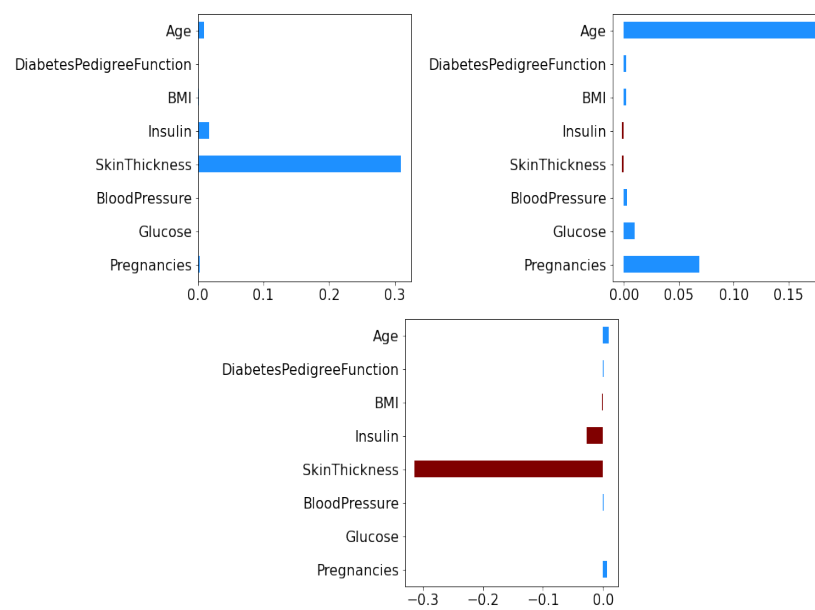 Age
DiabetesPedigreeFunction
BMI
Insulin
SkinThickness
BloodPressure
Glucose
Pregnancies
0.0 0.1 0.2 0.3
Age
DiabetesPedigreeFunction
BMI
Insulin
SkinThickness
BloodPressure
Glucose
Pregnancies
0.00 0.05 0.10 0.15
Age
DiabetesPedigreeFunction
BMI
Insulin
SkinThickness
BloodPressure
Glucose
Pregnancies
−0.3 −0.2 −0.1 0.0